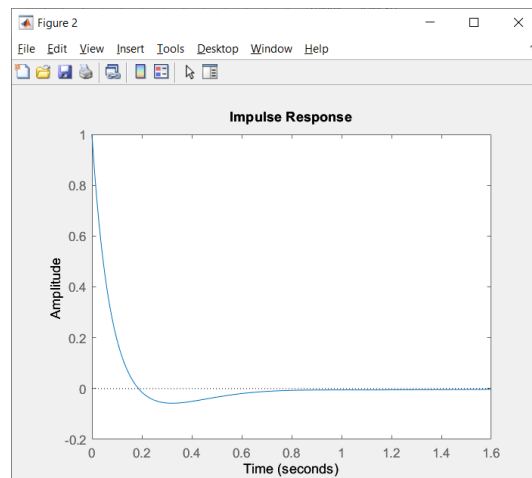 Figure 2
File Edit View Insert Tools Desktop Window Help
Impulse Response
1
0.8
0.6
0.4
0.2
0
-0.2
Amplitude
0 0.2 0.4 0.6 0.8 1 1.2 1.4 1.6
Time (seconds)